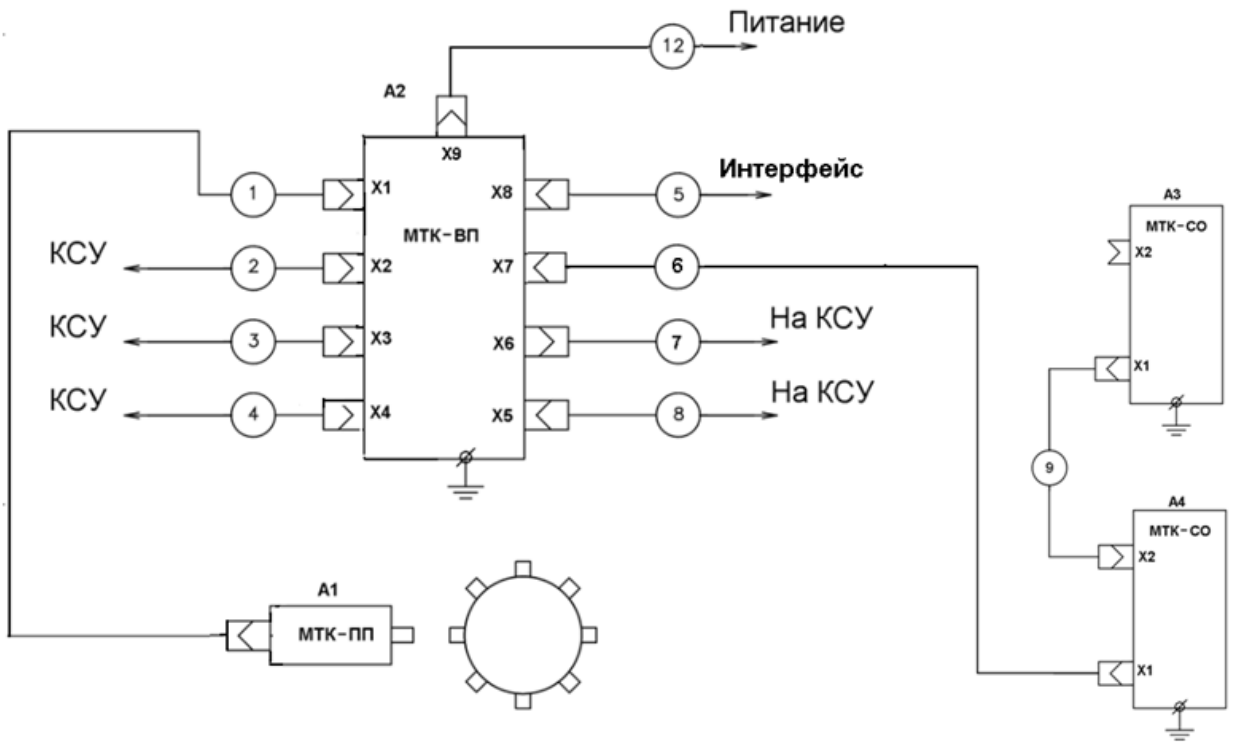 12
Питание
A2
X9
1
X1
X8
5
Интерфейс
A3
МТК-СО
X2
МТК-ВП
КСУ
2
X2
X7
6
КСУ
3
X3
X6
7
На КСУ
X1
КСУ
4
X4
X5
8
На КСУ
9
A4
МТК-СО
X2
A1
МТК-ПП
X1